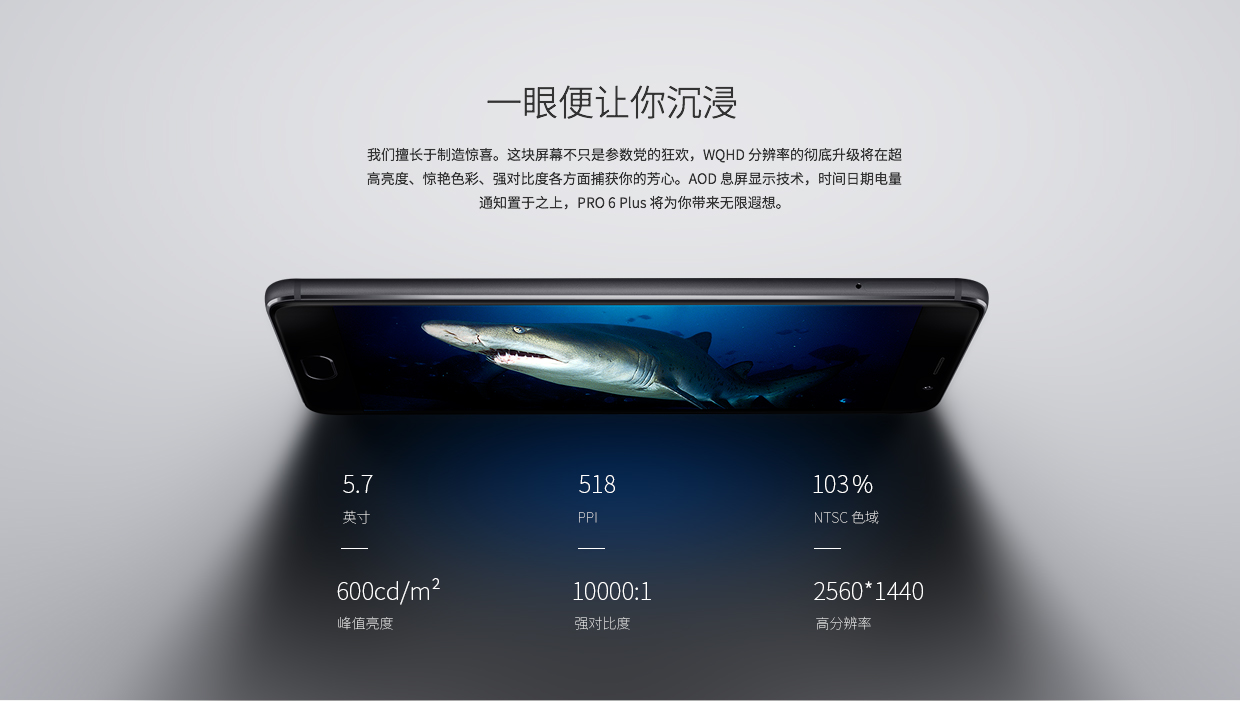 一眼便让你沉浸
我们擅长于制造惊喜。这块屏幕不只是参数党的狂欢，WQHD 分辨率的彻底升级将在超
高亮度、惊艳色彩、强对比度各方面捕获你的芳心。AOD 息屏显示技术，时间日期电量
通知置于之上，PRO 6 Plus 将为你带来无限遐想。
5.7
518
103%
英寸
PPI
NTSC 色域
600cd/m²
10000:1
2560*1440
峰值亮度
强对比度
高分辨率